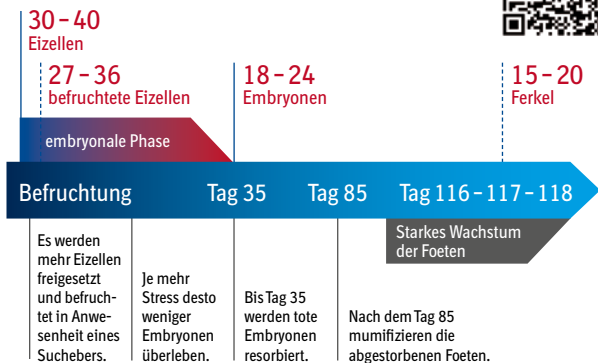 30 – 40
Eizellen
27 – 36
befruchtete Eizellen
18 – 24
Embryonen
15 – 20
Ferkel
embryonale Phase
Befruchtung
Tag 35
Tag 85
Tag 116 – 117 – 118
Starkes Wachstum
der Foeten
Es werden
mehr Eizellen
freigesetzt
und befruch-
tet in Anwe-
senheit eines
Suchebers.
Je mehr
Stress desto
weniger
Embryonen
überleben.
Bis Tag 35
werden tote
Embryonen
resorbiert.
Nach dem Tag 85
mumifizieren die
abgestorbenen Foeten.